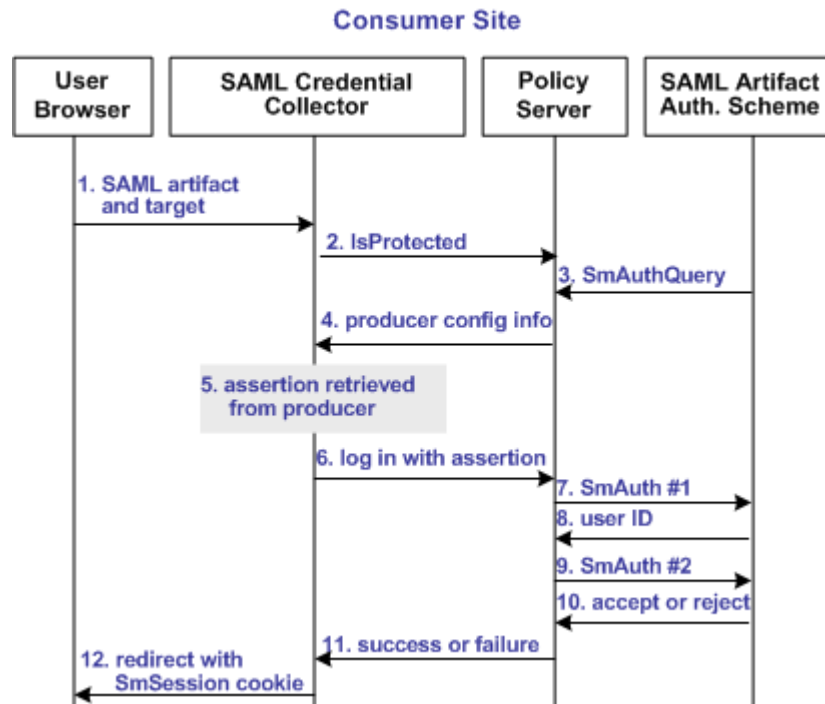 Consumer Site
User
Browser
SAML Credential
Collector
Policy
Server
SAML Artifact
Auth. Scheme
1. SAML artifact
and target
2. IsProtected
3. SmAuthQuery
4. producer config info
5. assertion retrieved
from producer
6. log in with assertion
7. SmAuth #1
8. user ID
9. SmAuth #2
10. accept or reject
11. success or failure
12. redirect with
SmSession cookie